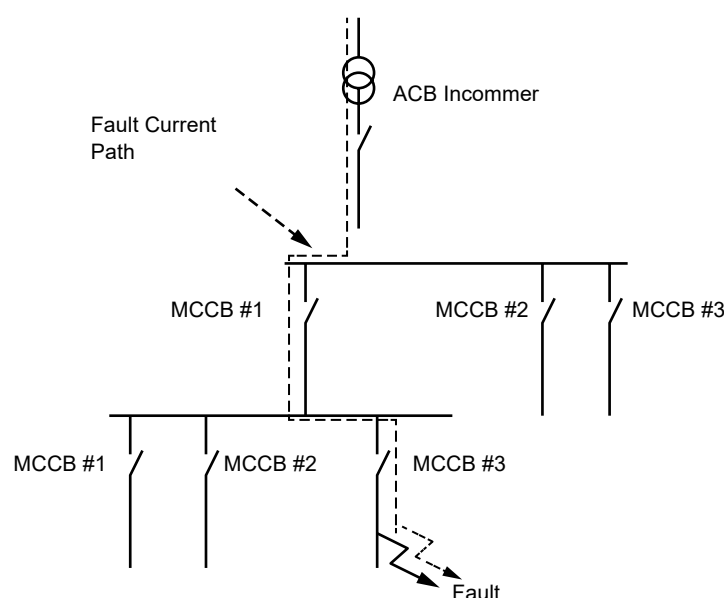 ACB Incommer
Fault Current
Path
MCCB #1
MCCB #2
MCCB #3
MCCB #1
MCCB #2
MCCB #3
Fault